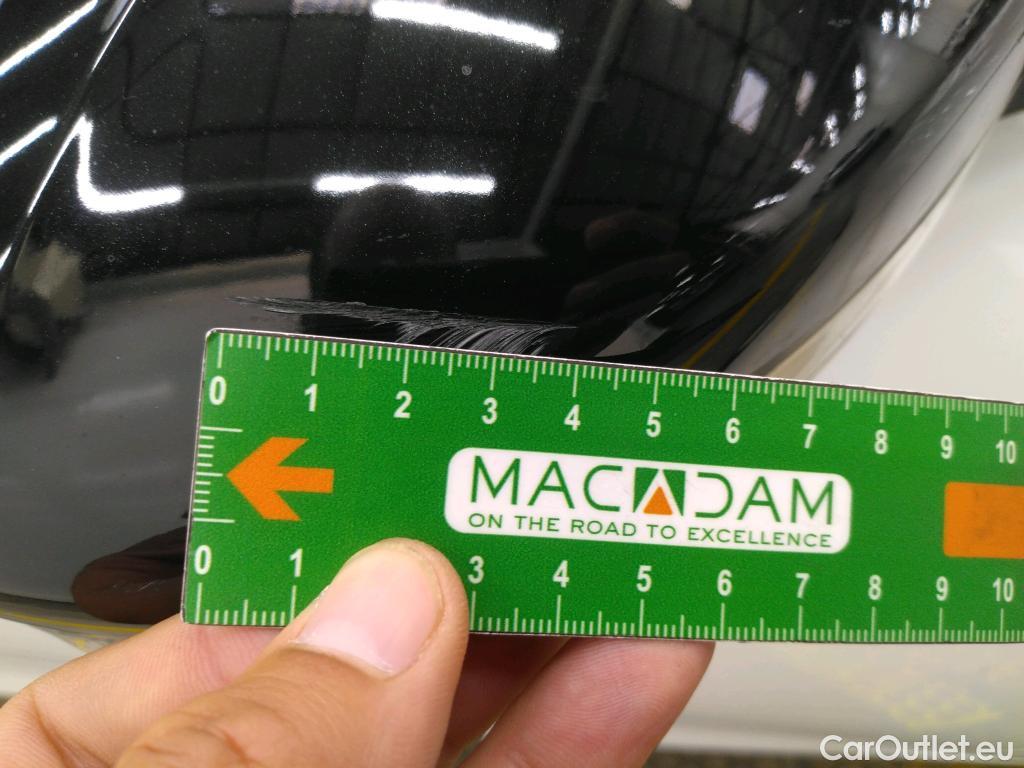 0 1 2 3 4 5 6 7 8 9 10
MACADAM
ON THE ROAD TO EXCELLENCE
0 1 3 4 5 6 7 8 9 10
CarOutlet.eu